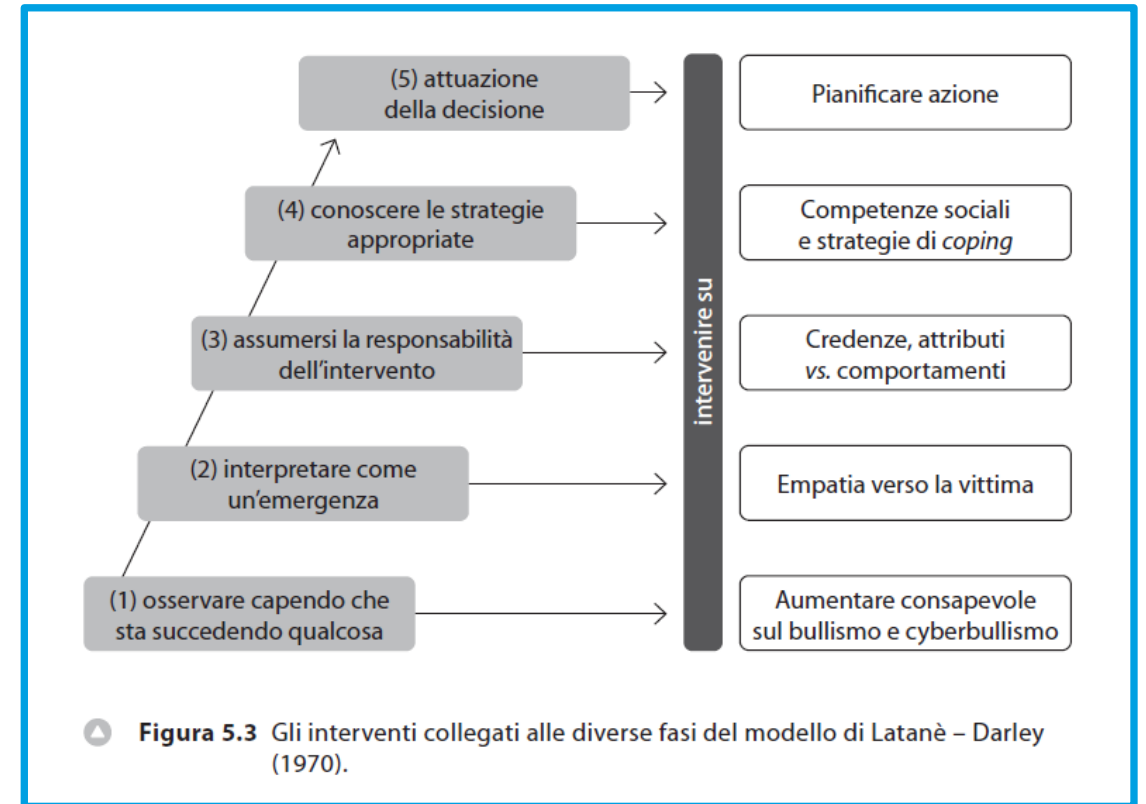 (5) attuazione
della decisione
Pianificare azione
(4) conoscere le strategie
appropriate
Competenze sociali
e strategie di coping
(3) assumersi la responsabilità
dell'intervento
intervenire su
Credenze, attributi
vs. comportamenti
(2) interpretare come
un'emergenza
Empatia verso la vittima
(1) osservare capendo che
sta succedendo qualcosa
Aumentare consapevole
sul bullismo e cyberbullismo
Figura 5.3 Gli interventi collegati alle diverse fasi del modello di Latanè – Darley
(1970).